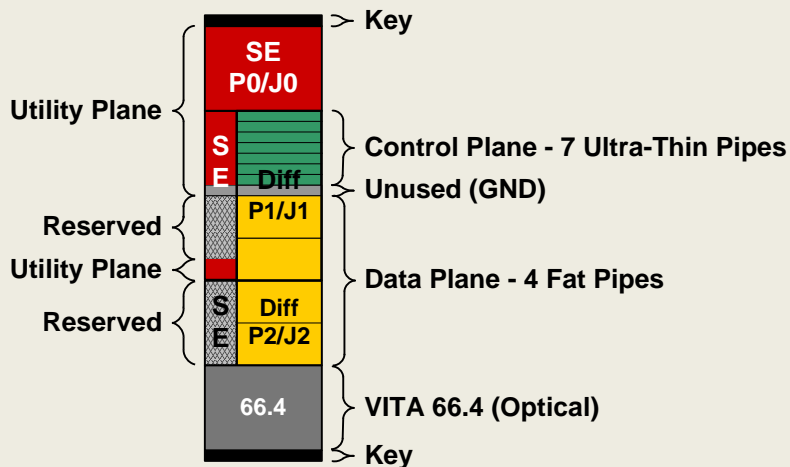 Key
SE
P0/J0
Utility Plane
S
E
Control Plane - 7 Ultra-Thin Pipes
Diff
Unused (GND)
P1/J1
Reserved
Utility Plane
Data Plane - 4 Fat Pipes
Reserved
S
E
Diff
P2/J2
66.4
VITA 66.4 (Optical)
Key